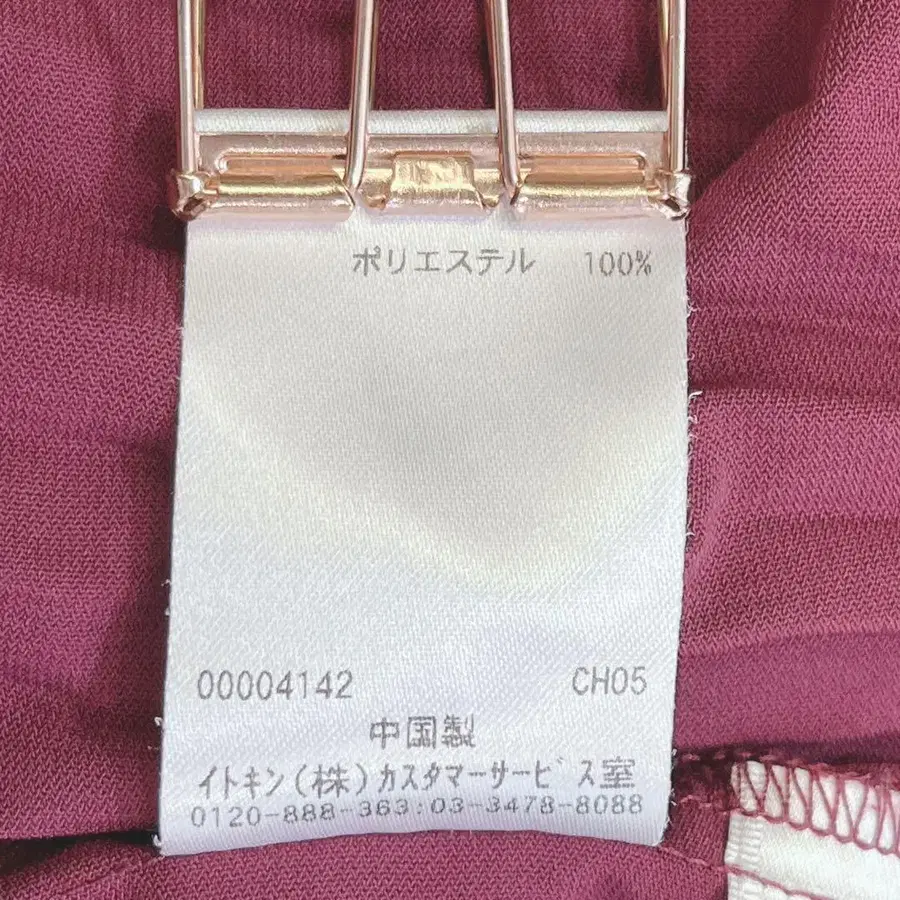 ポリエステル 100%
00004142 CH05
中国製
イトキン(株)カスタマーサービス室
0120-888-363:03-3478-8088